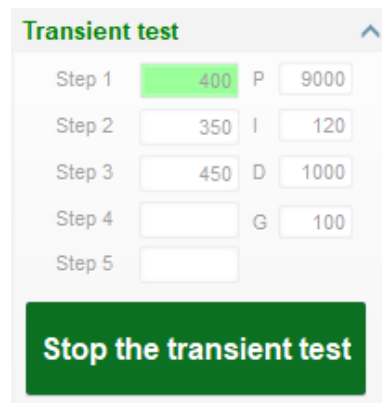 Transient test
Step 1 400 P 9000
Step 2 350 I 120
Step 3 450 D 1000
Step 4 G 100
Step 5
Stop the transient test